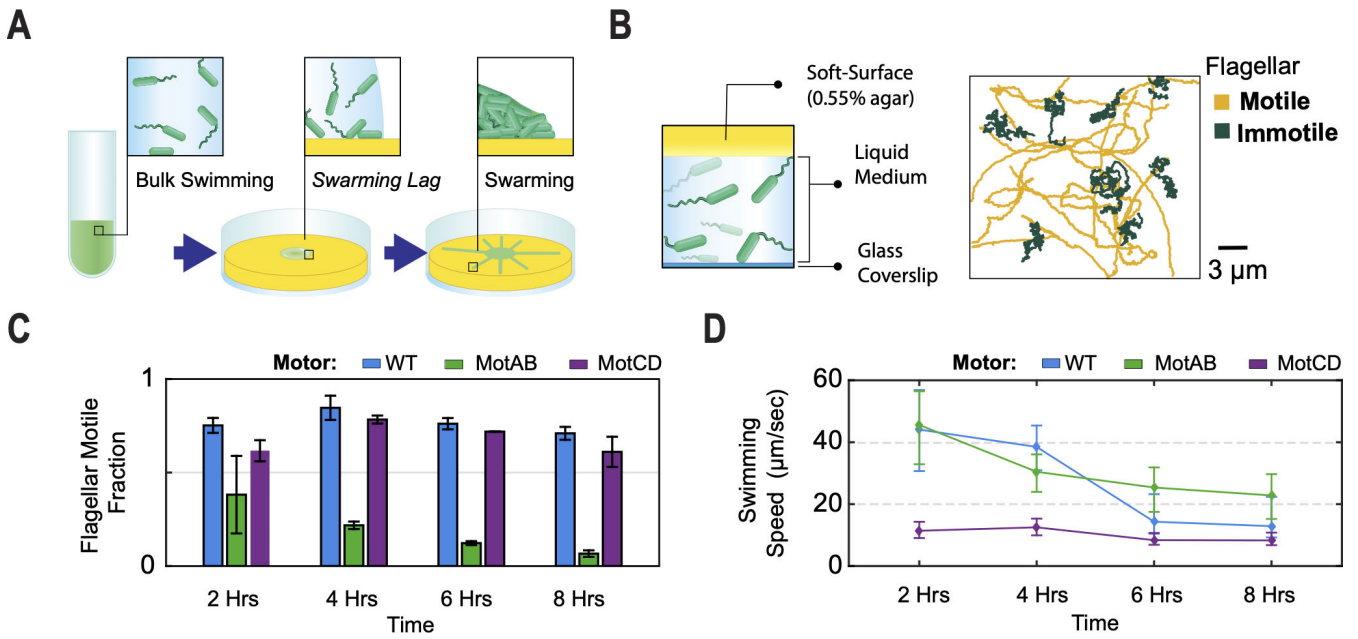 A
Bulk Swimming
Swarming Lag
Swarming
B
Soft-Surface
(0.55% agar)
Liquid
Medium
Glass
Coverslip
Flagellar
Motile
Immotile
3 μm
C
Motor: WT MotAB MotCD
1
0
Flagellar Motile
Fraction
2 Hrs 4 Hrs 6 Hrs 8 Hrs
Time
D
Motor: WT MotAB MotCD
60
40
20
0
Swimming
Speed (μm/sec)
2 Hrs 4 Hrs 6 Hrs 8 Hrs
Time